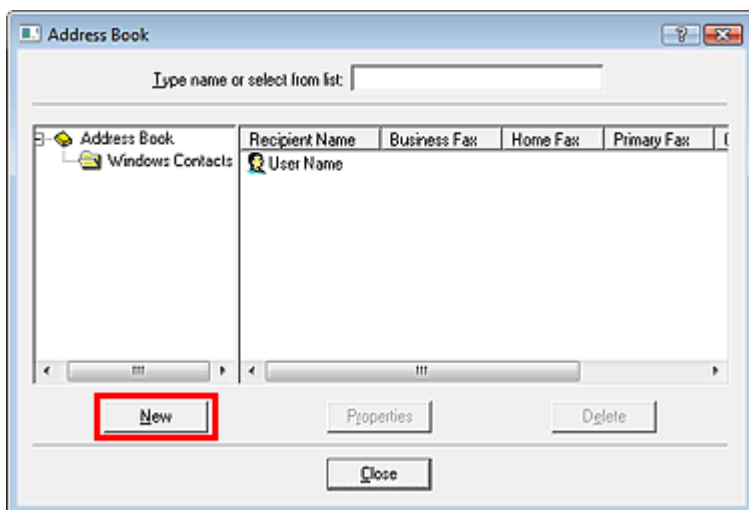 Address Book
Type name or select from list:
Address Book
Windows Contacts
Recipient Name Business Fax Home Fax Primary Fax
User Name
New Properties Delete
Close